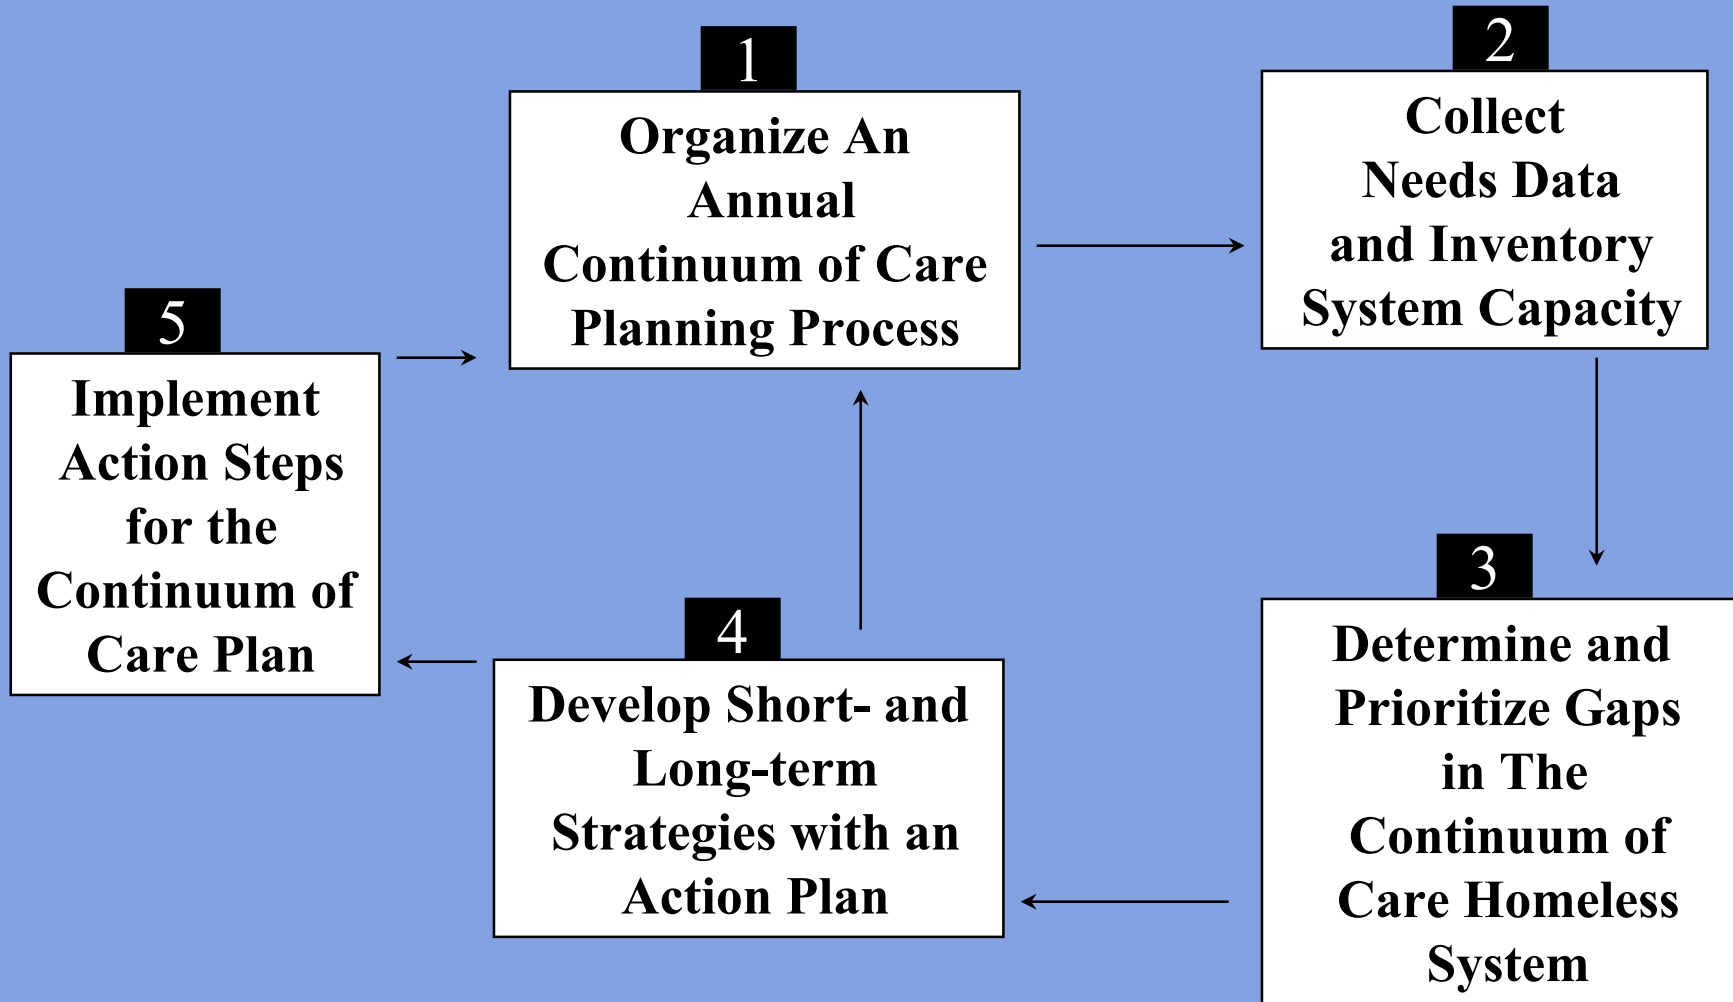 1
Organize An
Annual
Continuum of Care
Planning Process
2
Collect
Needs Data
and Inventory
System Capacity
3
Determine and
Prioritize Gaps
in The
Continuum of
Care Homeless
System
4
Develop Short- and
Long-term
Strategies with an
Action Plan
5
Implement
Action Steps
for the
Continuum of
Care Plan